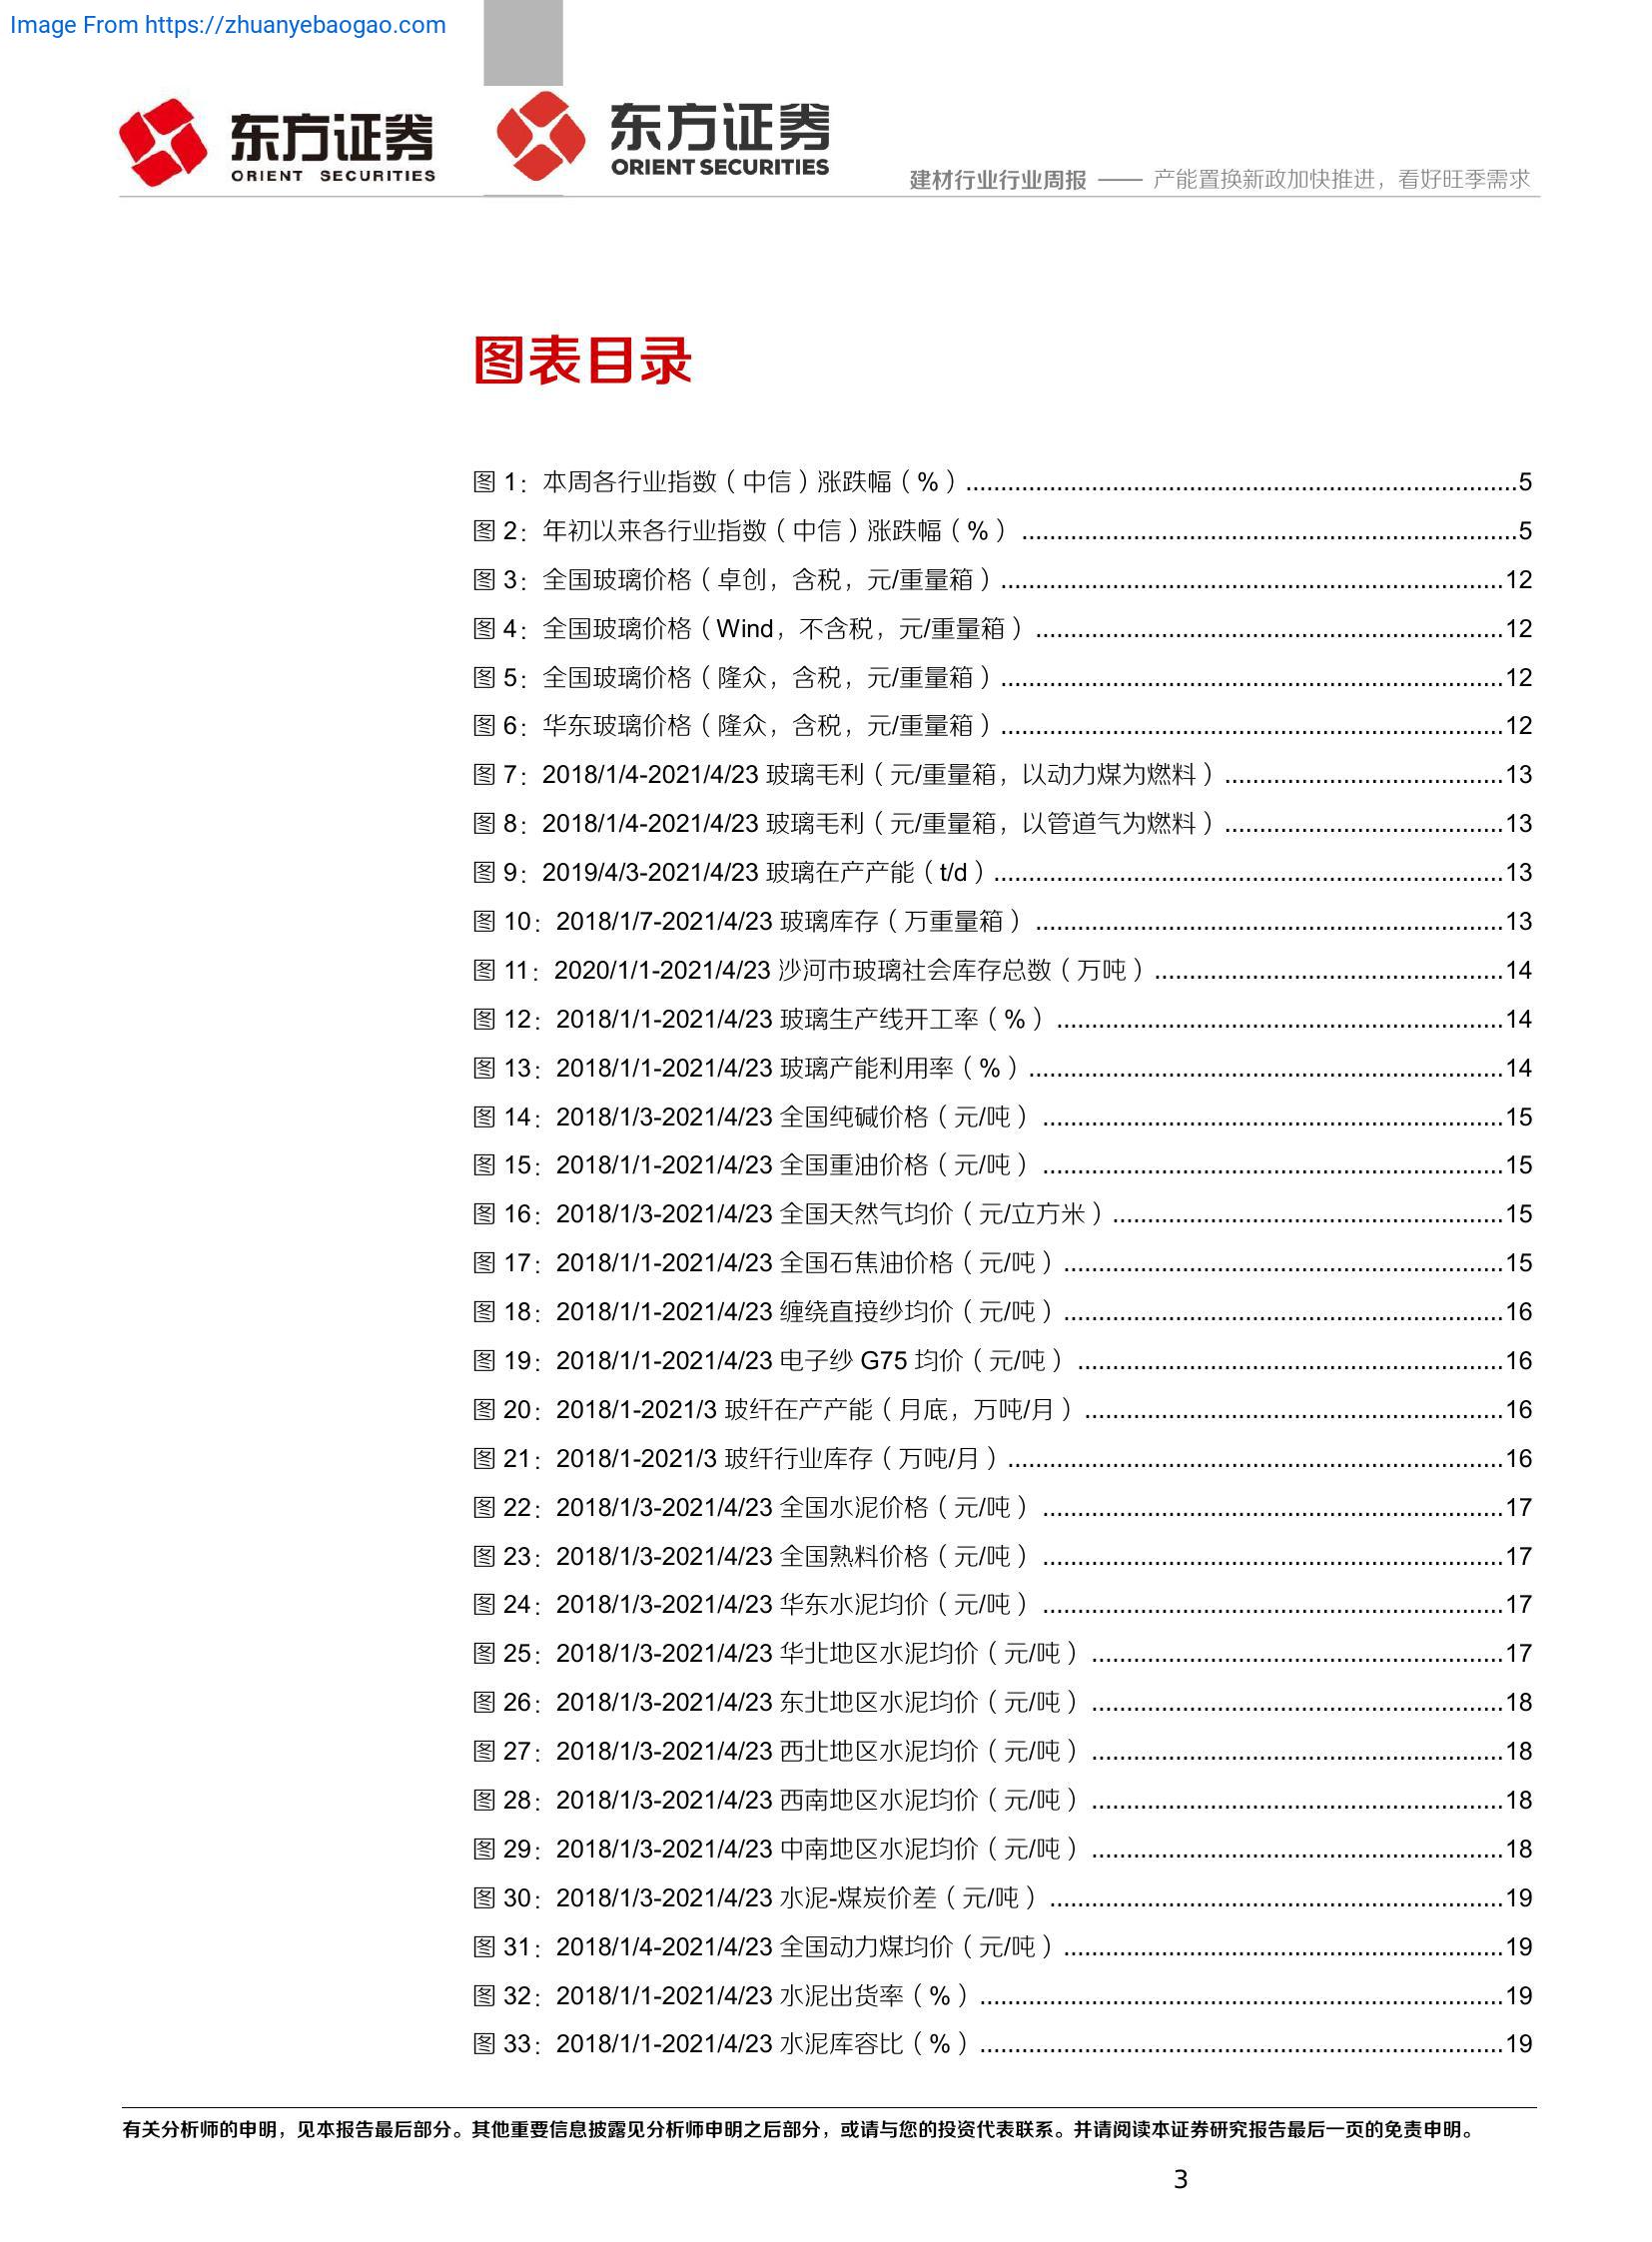 Image From https://zhuanyebaogao.com
东方证券
ORIENT SECURITIES
东方证券
ORIENT SECURITIES
建材行业行业周报 —— 产能置换新政加快推进，看好旺季需求
图表目录
图 1：本周各行业指数（中信）涨跌幅（%）................................................................................5
图 2：年初以来各行业指数（中信）涨跌幅（%）........................................................................5
图 3：全国玻璃价格（卓创，含税，元/重量箱）........................................................................12
图 4：全国玻璃价格（Wind，不含税，元/重量箱）...................................................................12
图 5：全国玻璃价格（隆众，含税，元/重量箱）........................................................................12
图 6：华东玻璃价格（隆众，含税，元/重量箱）........................................................................12
图 7：2018/1/4-2021/4/23 玻璃毛利（元/重量箱，以动力煤为燃料）........................................13
图 8：2018/1/4-2021/4/23 玻璃毛利（元/重量箱，以管道气为燃料）........................................13
图 9：2019/4/3-2021/4/23 玻璃在产产能（t/d）.........................................................................13
图 10：2018/1/7-2021/4/23 玻璃库存（万重量箱）...................................................................13
图 11：2020/1/1-2021/4/23 沙河市玻璃社会库存总数（万吨）..................................................14
图 12：2018/1/1-2021/4/23 玻璃生产线开工率（%）................................................................14
图 13：2018/1/1-2021/4/23 玻璃产能利用率（%）....................................................................14
图 14：2018/1/3-2021/4/23 全国纯碱价格（元/吨）..................................................................15
图 15：2018/1/1-2021/4/23 全国重油价格（元/吨）..................................................................15
图 16：2018/1/3-2021/4/23 全国天然气均价（元/立方米）........................................................15
图 17：2018/1/1-2021/4/23 全国石焦油价格（元/吨）...............................................................15
图 18：2018/1/1-2021/4/23 缠绕直接纱均价（元/吨）...............................................................16
图 19：2018/1/1-2021/4/23 电子纱 G75 均价（元/吨）.............................................................16
图 20：2018/1-2021/3 玻纤在产产能（月底，万吨/月）............................................................16
图 21：2018/1-2021/3 玻纤行业库存（万吨/月）.......................................................................16
图 22：2018/1/3-2021/4/23 全国水泥价格（元/吨）..................................................................17
图 23：2018/1/3-2021/4/23 全国熟料价格（元/吨）..................................................................17
图 24：2018/1/3-2021/4/23 华东水泥均价（元/吨）..................................................................17
图 25：2018/1/3-2021/4/23 华北地区水泥均价（元/吨）...........................................................17
图 26：2018/1/3-2021/4/23 东北地区水泥均价（元/吨）...........................................................18
图 27：2018/1/3-2021/4/23 西北地区水泥均价（元/吨）...........................................................18
图 28：2018/1/3-2021/4/23 西南地区水泥均价（元/吨）...........................................................18
图 29：2018/1/3-2021/4/23 中南地区水泥均价（元/吨）...........................................................18
图 30：2018/1/3-2021/4/23 水泥-煤炭价差（元/吨）.................................................................19
图 31：2018/1/4-2021/4/23 全国动力煤均价（元/吨）...............................................................19
图 32：2018/1/1-2021/4/23 水泥出货率（%）...........................................................................19
图 33：2018/1/1-2021/4/23 水泥库容比（%）...........................................................................19
有关分析师的申明，见本报告最后部分。其他重要信息披露见分析师申明之后部分，或请与您的投资代表联系。并请阅读本证券研究报告最后一页的免责申明。
3